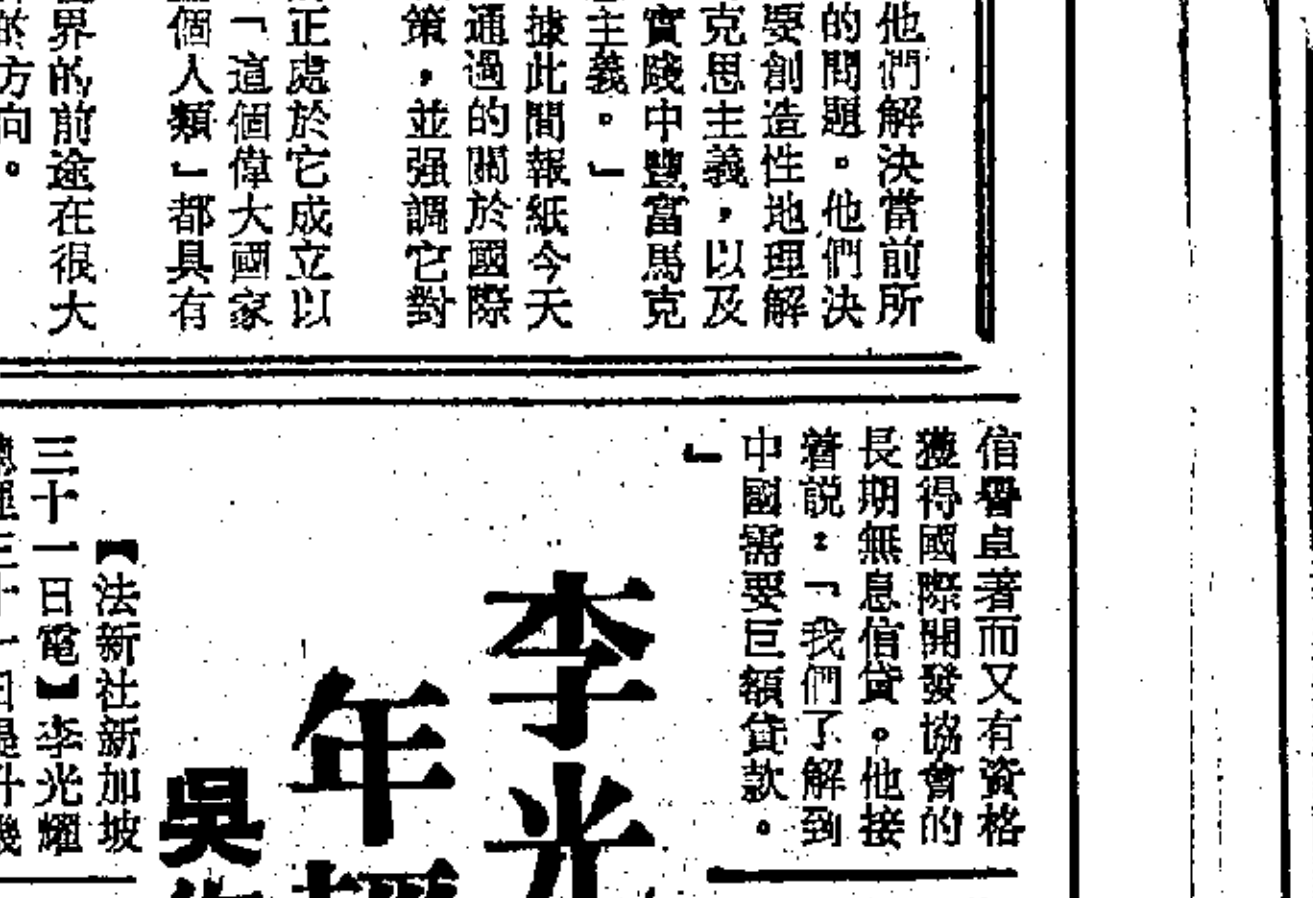 他們解決當前所
的問題。他們決
要創造性地理解
克思主義，以及
實踐中豐富馬克
主義。」
據此間報紙今天
通過的關於國際
策，並强調它對
正處於它成立以
「這個偉大國家
個人類」都具有
界的前途在很大
方向。
信譽卓著而又有資格
獲得國際開發協會的
長期無息信貸。他接
着説：「我們了解到
中國需要巨額貸款。
」
李光
年
吳
【法新社新加坡
三十一日電】李光耀